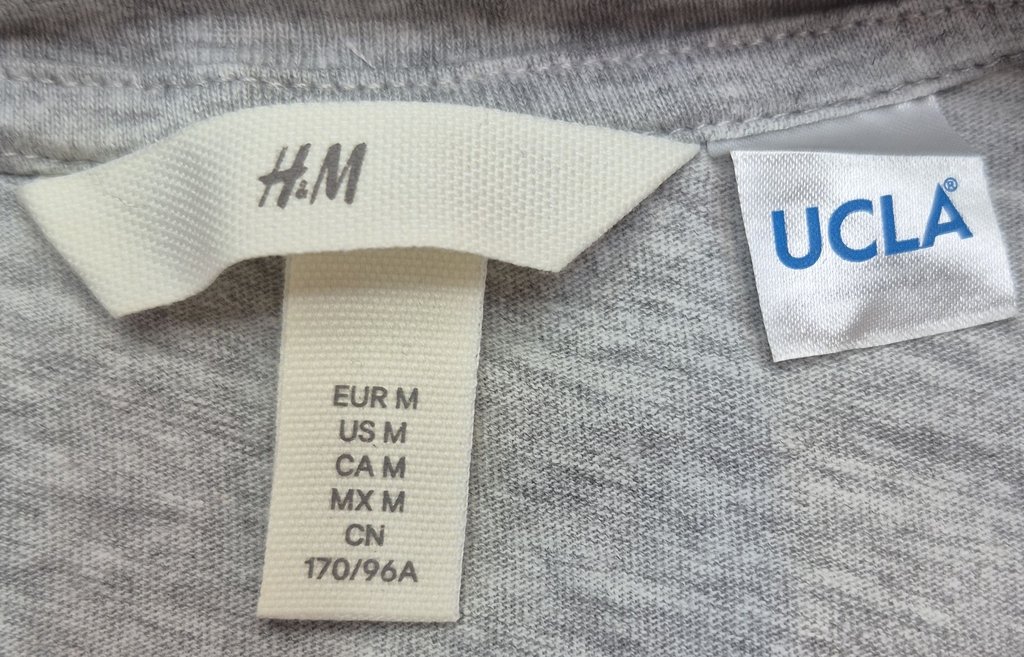 H&M
UCLA®
EUR M
US M
CA M
MX M
CN
170/96A